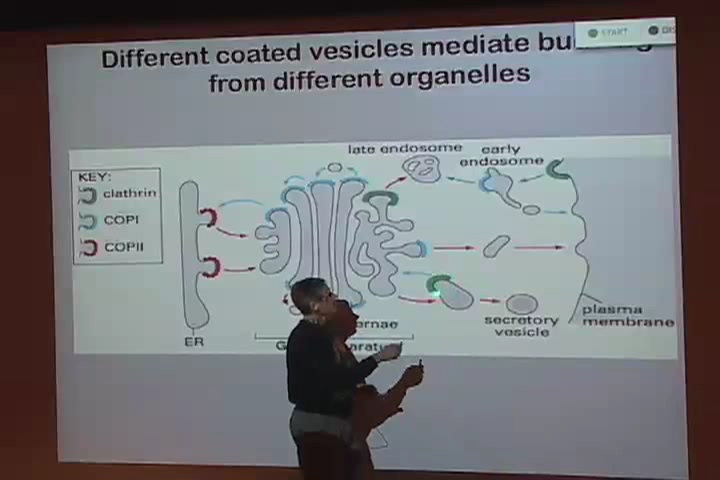 START
Different coated vesicles mediate
from different organelles
KEY:
clathrin
COPI
COPII
late endosome
early
endosome
ER
secretory
vesicle
plasma
membrane